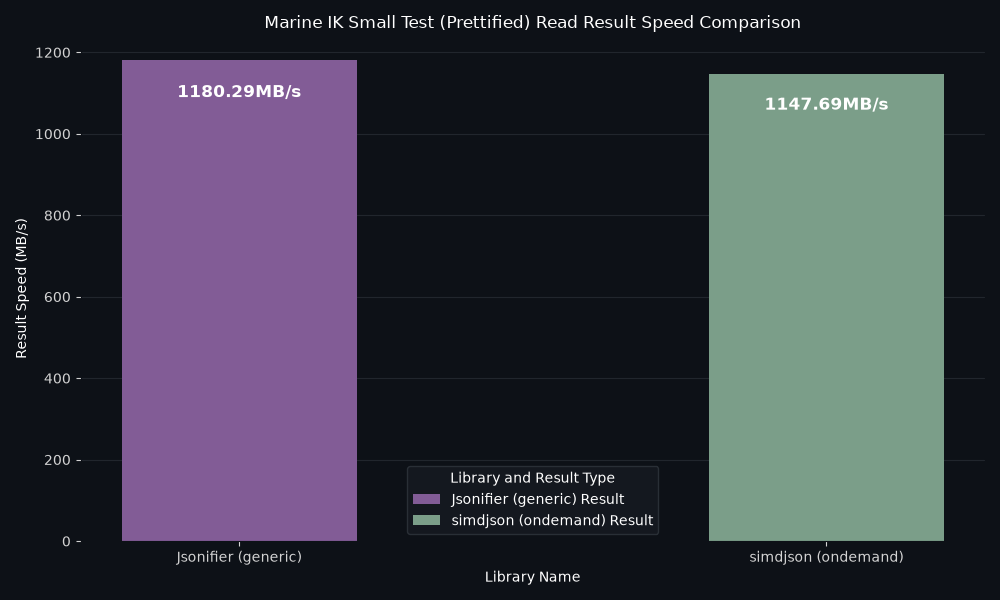 Marine IK Small Test (Prettified) Read Result Speed Comparison
1200
1000
800
600
400
200
0
Result Speed (MB/s)
1180.29MB/s
1147.69MB/s
Library and Result Type
Jsonifier (generic) Result
simdjson (ondemand) Result
Jsonifier (generic)
simdjson (ondemand)
Library Name